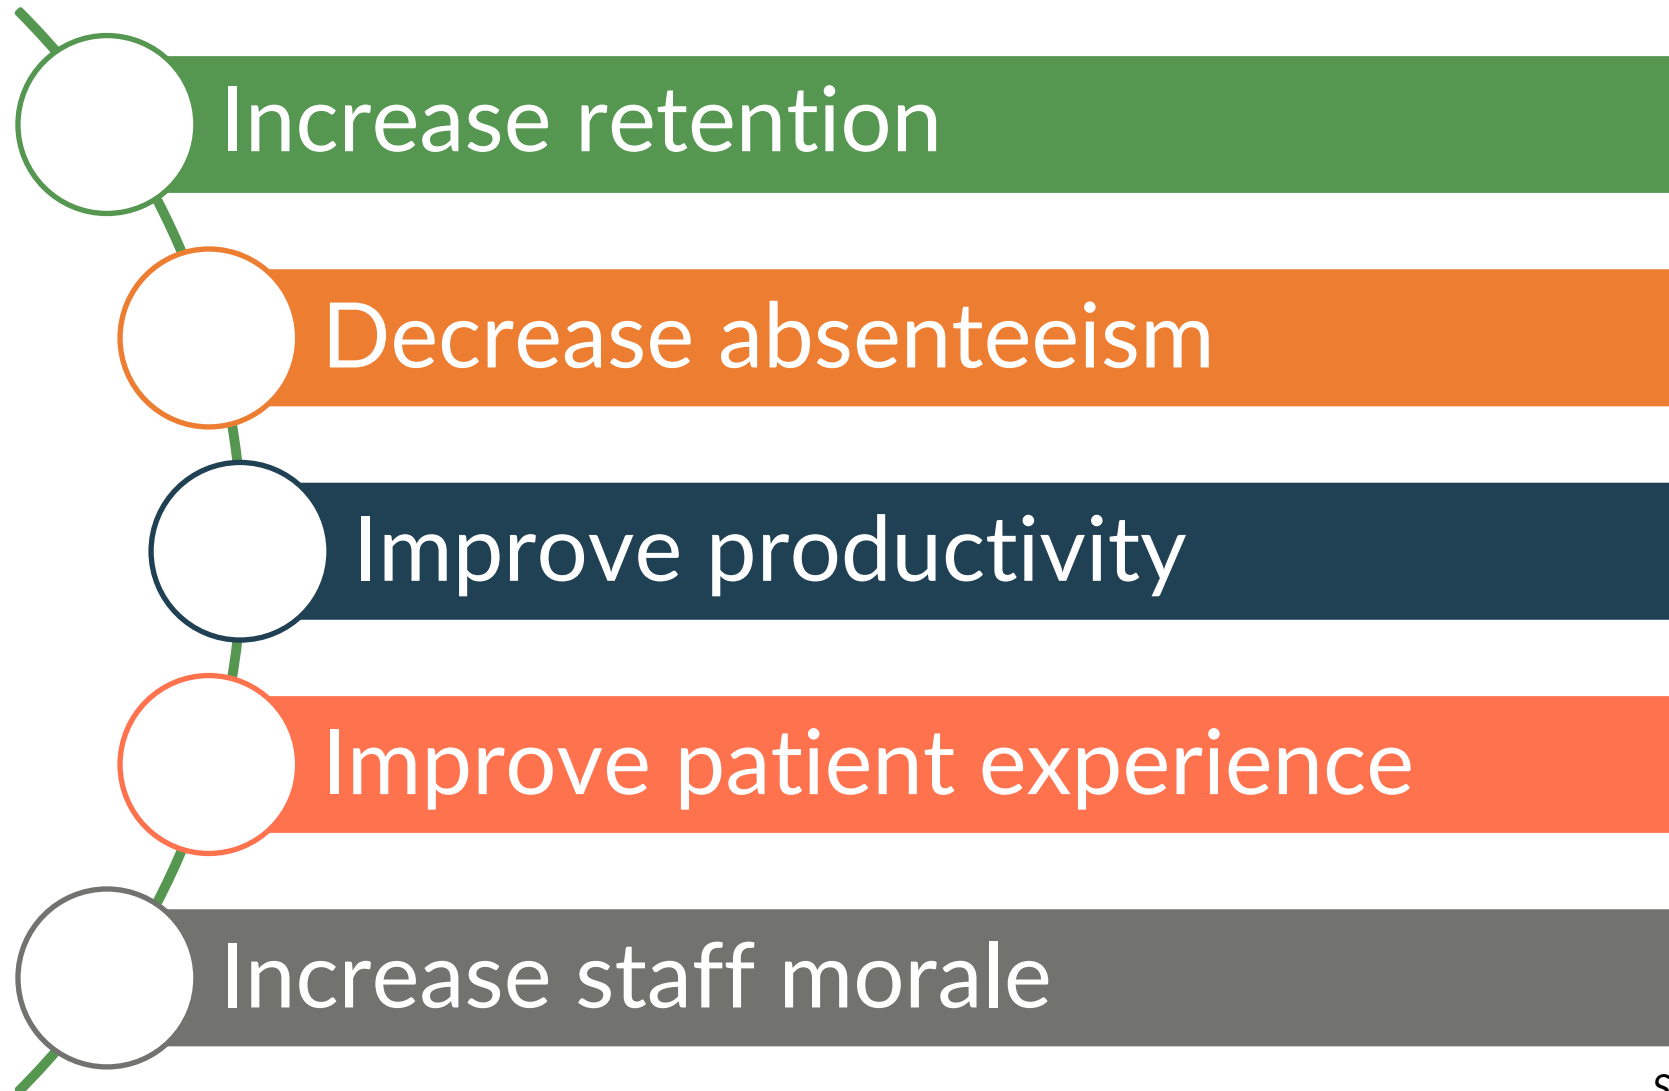 Increase retention
Decrease absenteeism
Improve productivity
Improve patient experience
Increase staff morale